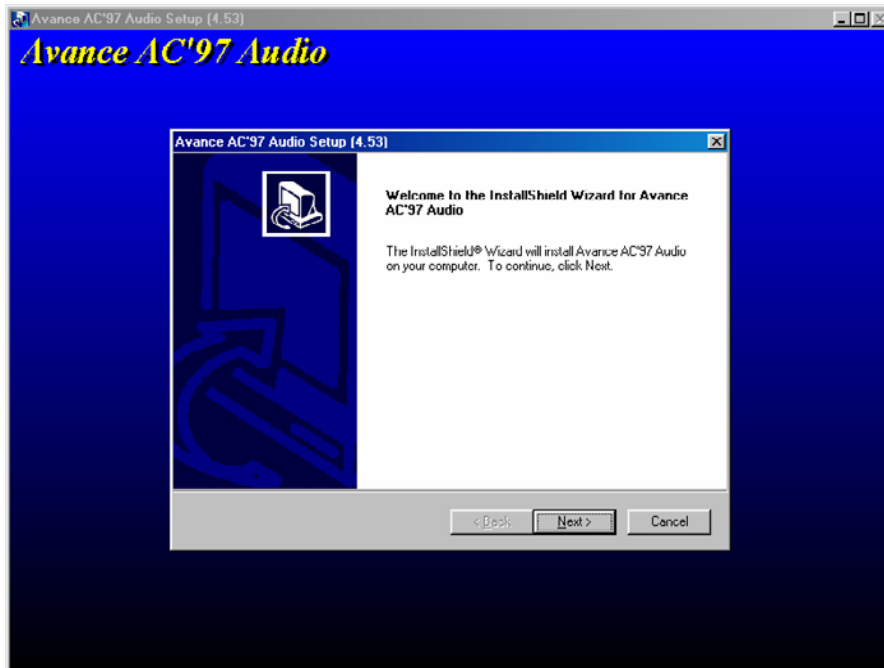 Avance AC'97 Audio Setup (4.53)
Avance AC'97 Audio
Avance AC'97 Audio Setup (4.53)
Welcome to the InstallShield Wizard for Avance
AC'97 Audio
The InstallShield® Wizard will install Avance AC'97 Audio
on your computer. To continue, click Next.
< Back Next > Cancel